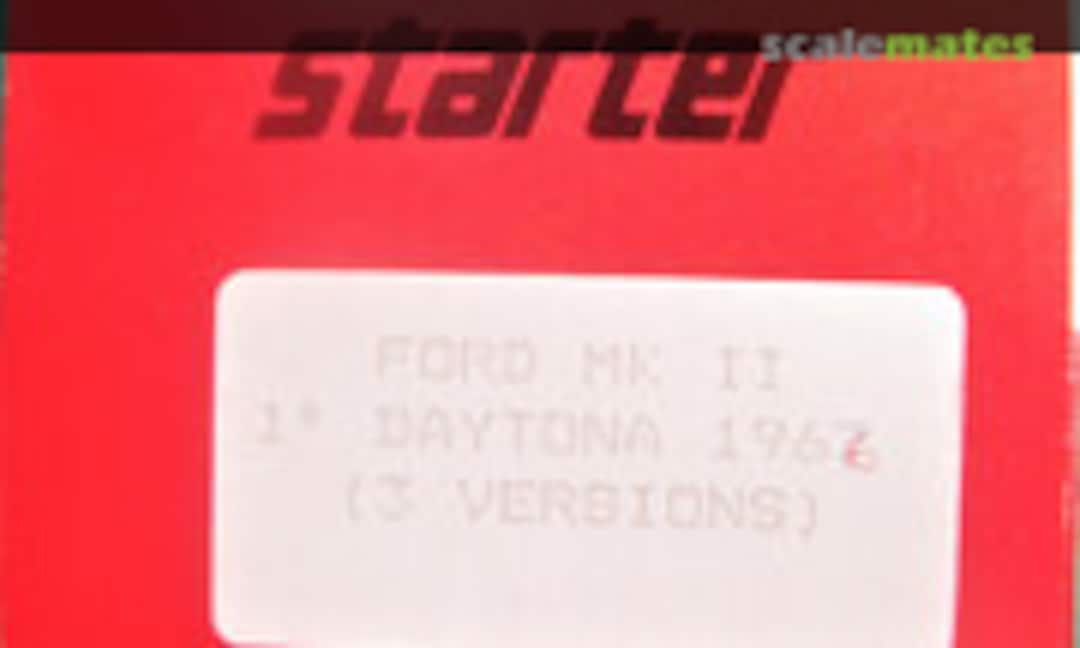 scalemates
starter
FORD MK II
1° DAYTONA 1966
(3 VERSIONS)